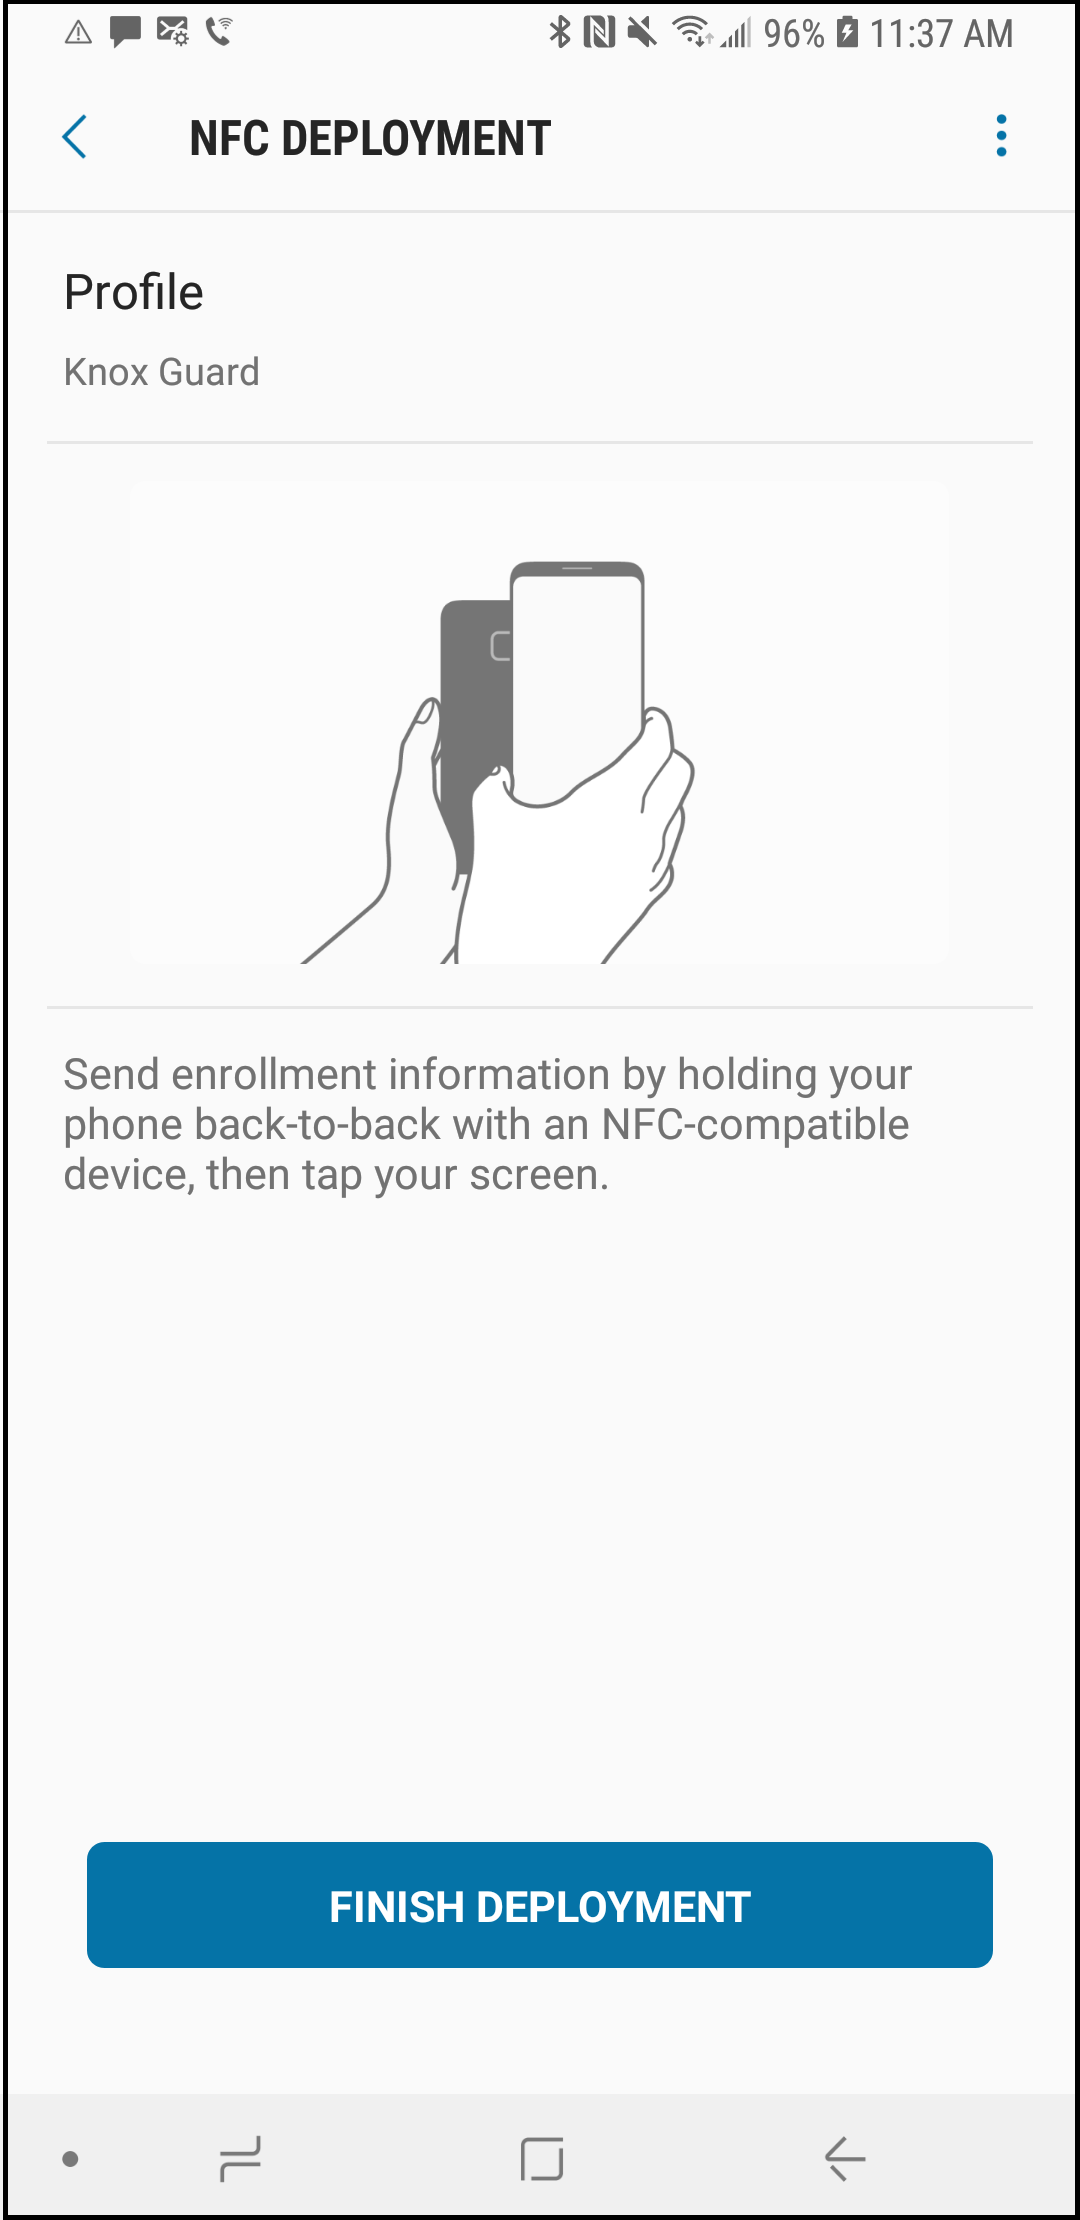 96% 11:37 AM
NFC DEPLOYMENT
Profile
Knox Guard
Send enrollment information by holding your
phone back-to-back with an NFC-compatible
device, then tap your screen.
FINISH DEPLOYMENT